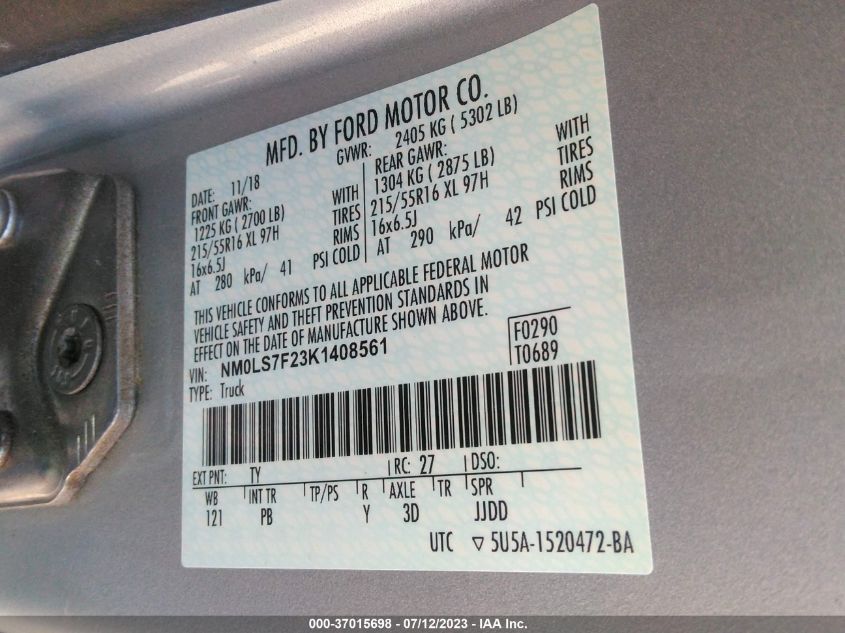 MFD. BY FORD MOTOR CO.
DATE: 11/18
GVWR: 2405 KG ( 5302 LB)
FRONT GAWR:
1225 KG ( 2700 LB) WITH
215/55R16 XL 97H TIRES
16x6.5J RIMS
AT 280 kPa/ 41 PSI COLD
REAR GAWR:
1304 KG ( 2875 LB) WITH
215/55R16 XL 97H TIRES
16x6.5J RIMS
AT 290 kPa/ 42 PSI COLD
THIS VEHICLE CONFORMS TO ALL APPLICABLE FEDERAL MOTOR
VEHICLE SAFETY AND THEFT PREVENTION STANDARDS IN
EFFECT ON THE DATE OF MANUFACTURE SHOWN ABOVE.
VIN: NM0LS7F23K1408561
TYPE: Truck
F0290
T0689
EXT PNT: TY RC: 27 DSO:
WB INT TR TP/PS R AXLE TR SPR
121 PB Y 3D JJDD
UTC ▽ 5U5A-1520472-BA
000-37015698 - 07/12/2023 - IAA Inc.